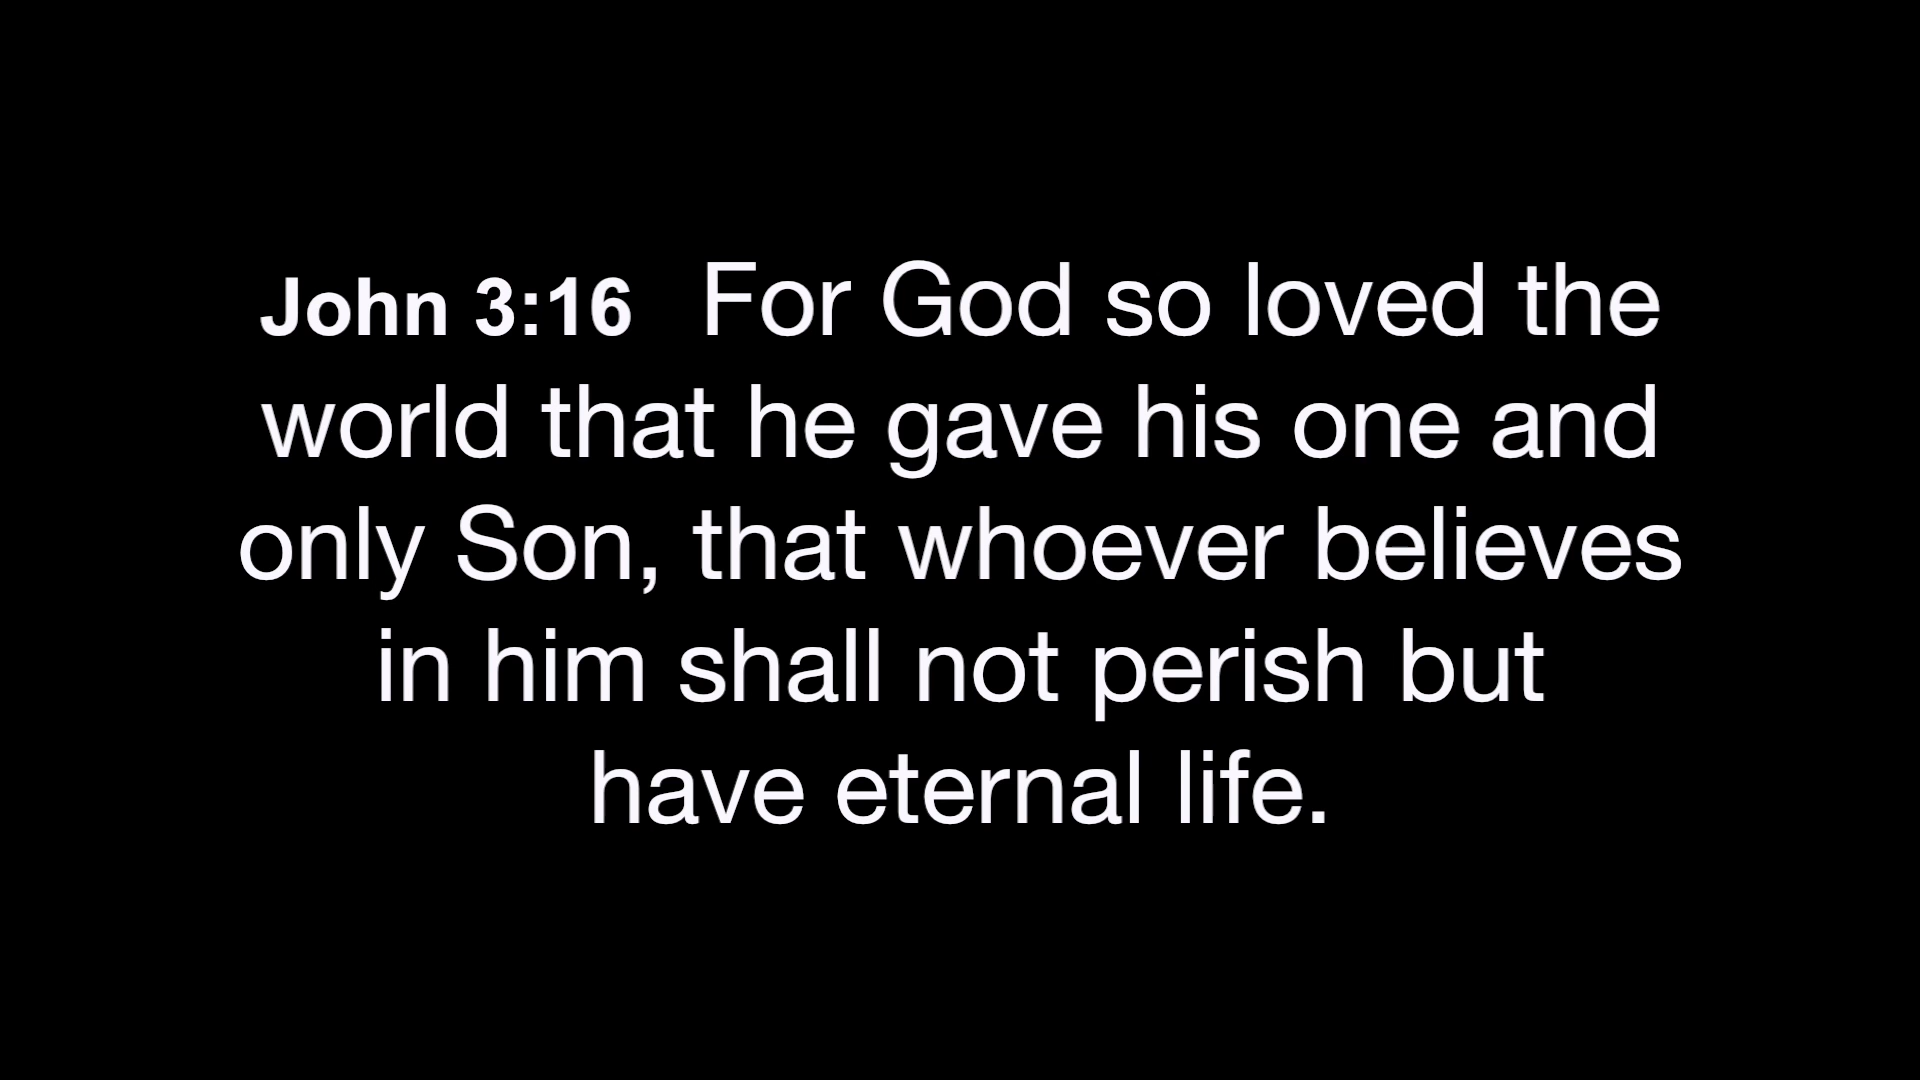 John 3:16 For God so loved the
world that he gave his one and
only Son, that whoever believes
in him shall not perish but
have eternal life.